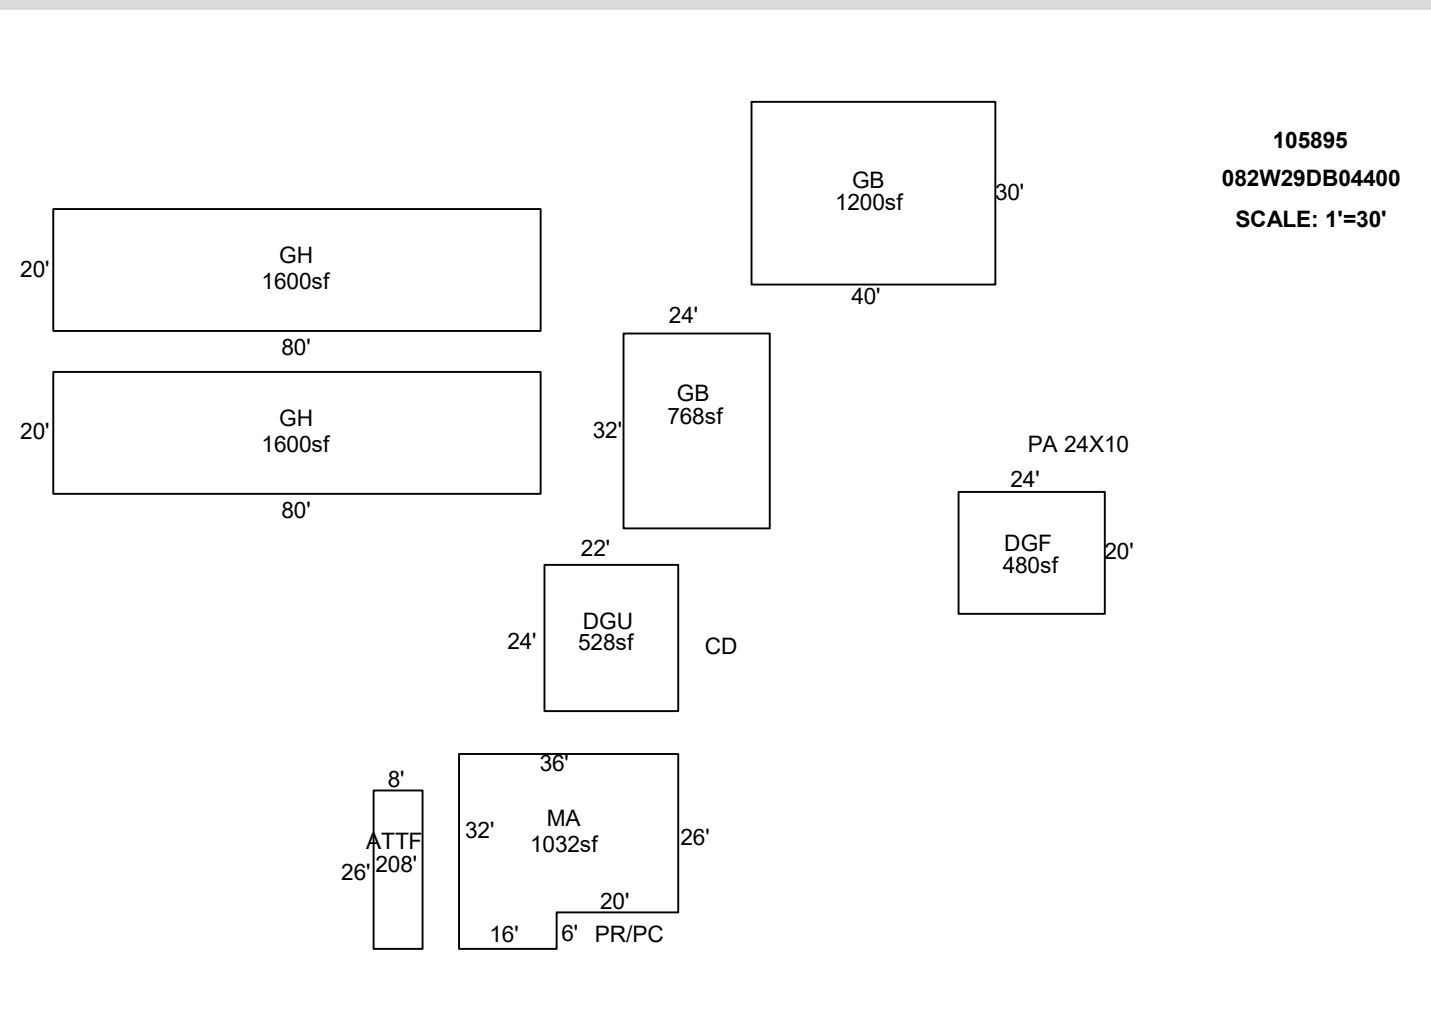 105895
082W29DB04400
SCALE: 1'=30'
GB
1200sf
30'
40'
GH
1600sf
20'
80'
GH
1600sf
20'
80'
24'
GB
768sf
32'
PA 24X10
24'
DGF
480sf
20'
22'
DGU
528sf
24'
CD
8'
ATTF
208'
26'
36'
MA
1032sf
32'
26'
20'
16'
6'
PR/PC